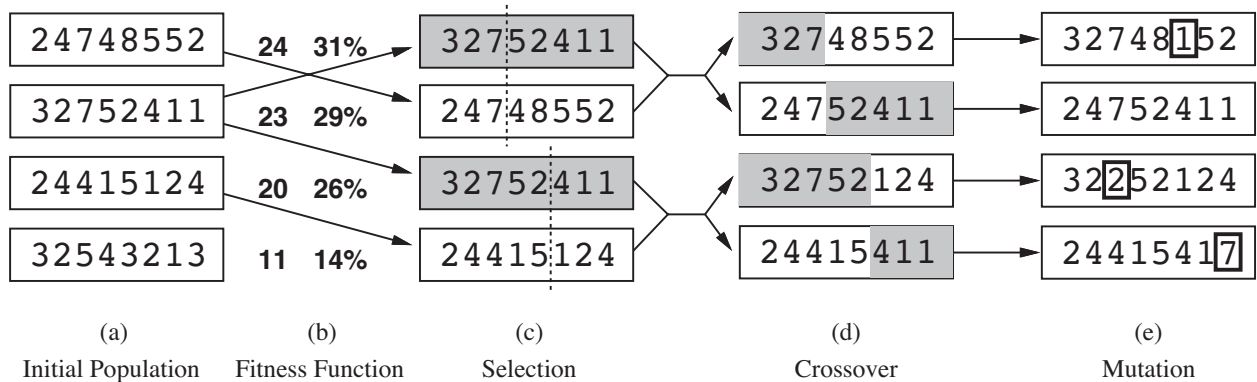 24748552 24 31% 32752411 32748552 32748152
32752411 23 29% 24748552 24752411 24752411
24415124 20 26% 32752411 32752124 32252124
32543213 11 14% 24415124 24415411 24415417
(a) (b) (c) (d) (e)
Initial Population Fitness Function Selection Crossover Mutation